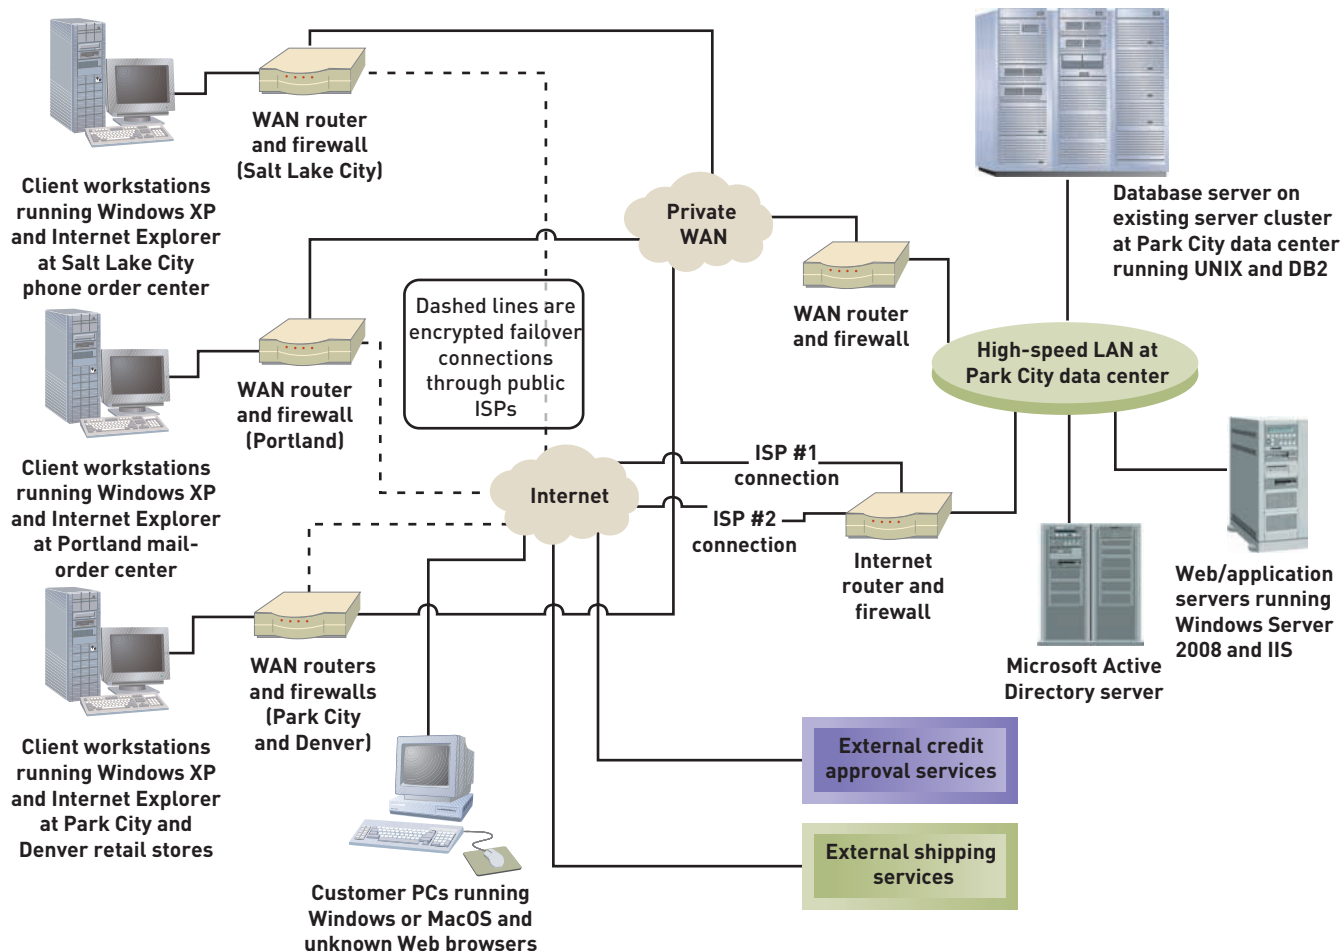 WAN router
and firewall
(Salt Lake City)
Client workstations
running Windows XP
and Internet Explorer
at Salt Lake City
phone order center
Private
WAN
Database server on
existing server cluster
at Park City data center
running UNIX and DB2
WAN router
and firewall
Dashed lines are
encrypted failover
connections
through public
ISPs
High-speed LAN at
Park City data center
WAN router
and firewall
(Portland)
Client workstations
running Windows XP
and Internet Explorer
at Portland mail-
order center
Internet
ISP #1
connection
ISP #2
connection
Internet
router and
firewall
Microsoft Active
Directory server
Web/application
servers running
Windows Server
2008 and IIS
WAN routers
and firewalls
(Park City
and Denver)
Client workstations
running Windows XP
and Internet Explorer
at Park City and
Denver retail stores
External credit
approval services
External shipping
services
Customer PCs running
Windows or MacOS and
unknown Web browsers